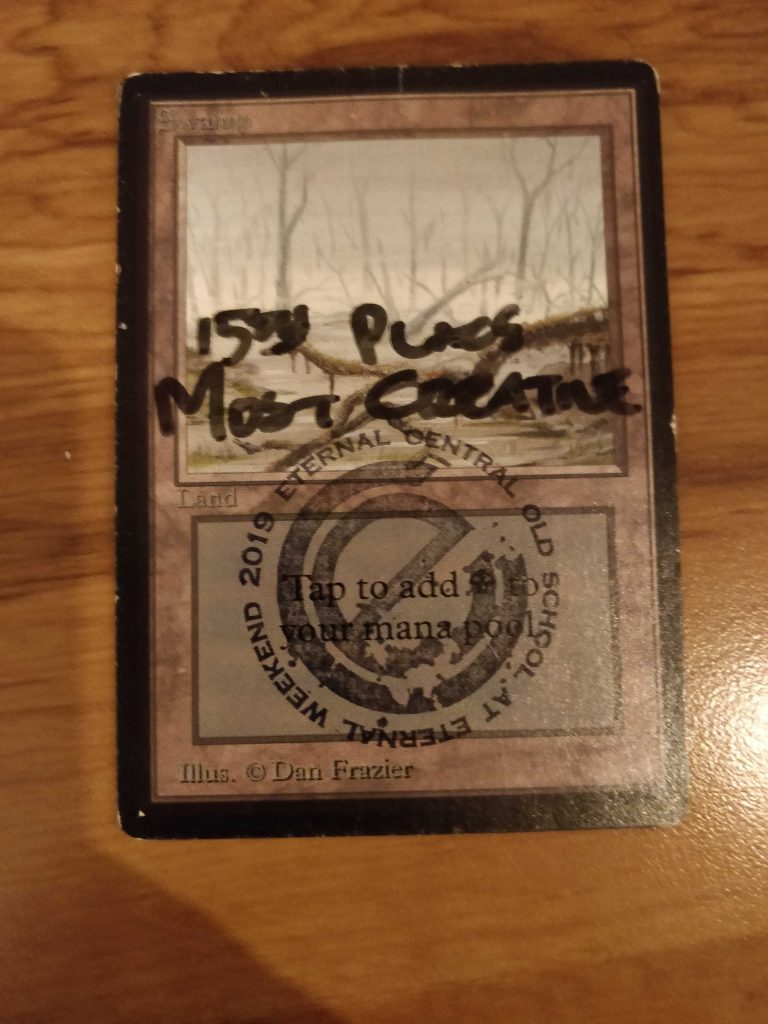 Swamp
15TH PLACE
MOST CREATIVE
Land
ETERNAL CENTRAL OLD SCHOOL AT ETERNAL WEEKEND 2019
Tap to add to
your mana pool.
Illus. © Dan Frazier